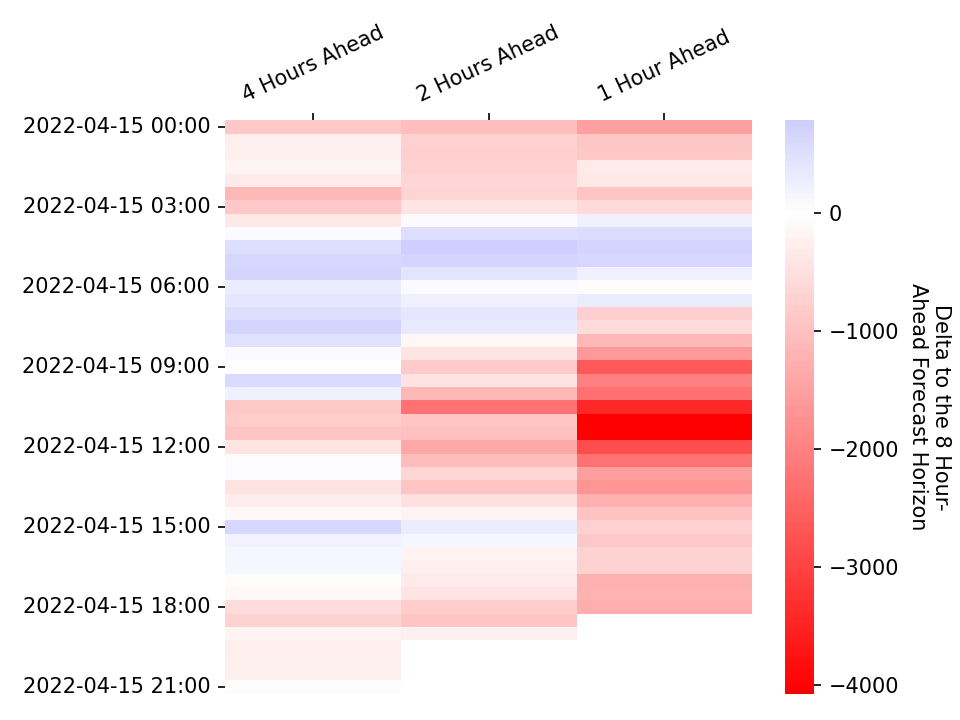 4 Hours Ahead
2 Hours Ahead
1 Hour Ahead
2022-04-15 00:00
2022-04-15 03:00
2022-04-15 06:00
2022-04-15 09:00
2022-04-15 12:00
2022-04-15 15:00
2022-04-15 18:00
2022-04-15 21:00
0
−1000
−2000
−3000
−4000
Delta to the 8 Hour-
Ahead Forecast Horizon